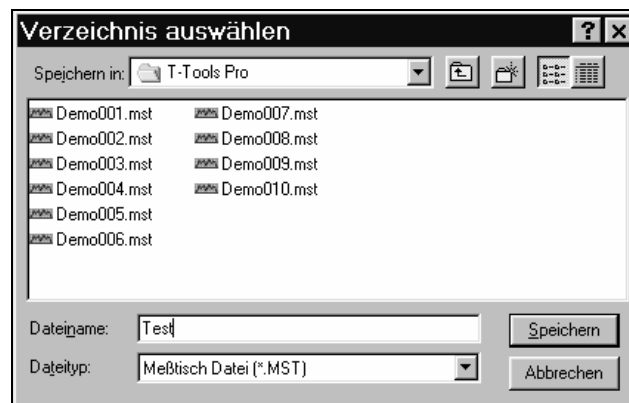 Verzeichnis auswählen
Speichern in: T-Tools Pro
Demo001.mst Demo007.mst
Demo002.mst Demo008.mst
Demo003.mst Demo009.mst
Demo004.mst Demo010.mst
Demo005.mst
Demo006.mst
Dateiname: Test Speichern
Dateityp: Meßtisch Datei (*.MST)
Abbrechen